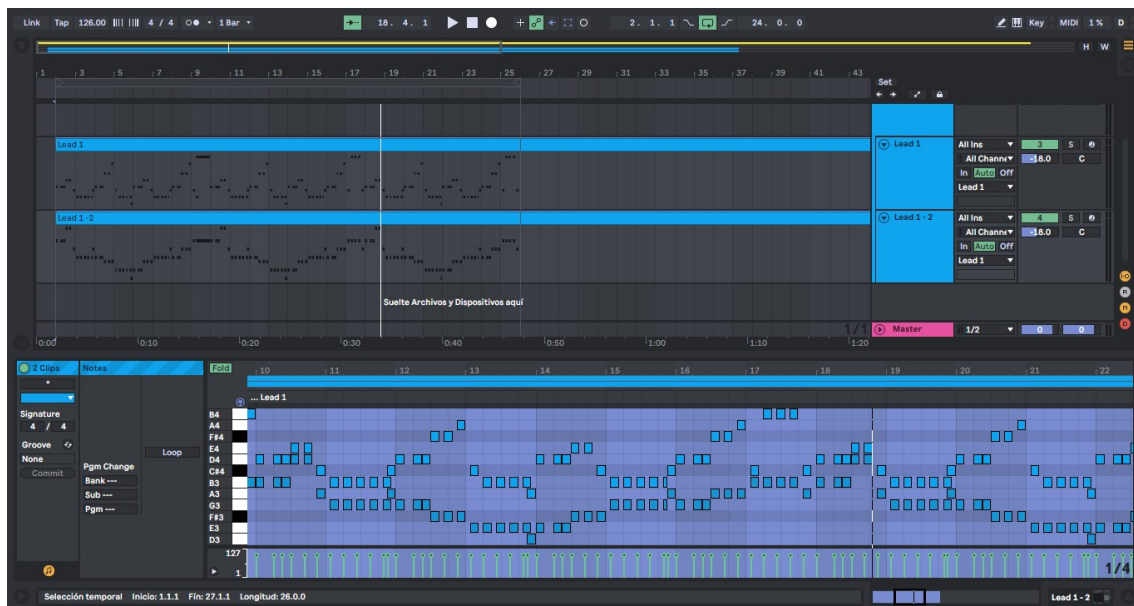 Link Tap 126.00 4 / 4 1 Bar 18. 4. 1 2. 1. 1 24. 0. 0 Key MIDI 1% D
H W
1 3 5 7 9 11 13 15 17 19 21 23 25 27 29 31 33 35 37 39 41 43
Set
Lead 1 Lead 1 All Ins 3 S
All Channe -18.0 C
In Auto Off
Lead 1
Lead 1 -2 Lead 1 - 2 All Ins 4 S
All Channe -18.0 C
In Auto Off
Lead 1
Suelte Archivos y Dispositivos aquí
1/1 Master 1/2 0 0
0:00 0:10 0:20 0:30 0:40 0:50 1:00 1:10 1:20
2 Clips Notes Fold 10 11 12 13 14 15 16 17 18 19 20 21 22
... Lead 1
Signature
4 / 4
Groove
None
Commit
Loop
Pgm Change
Bank ---
Sub ---
Pgm ---
B4
A4
F#4
E4
D4
C#4
B3
A3
G3
F#3
E3
D3
127
1
1/4
Selección temporal Inicio: 1.1.1 Fín: 27.1.1 Longitud: 26.0.0 Lead 1 - 2